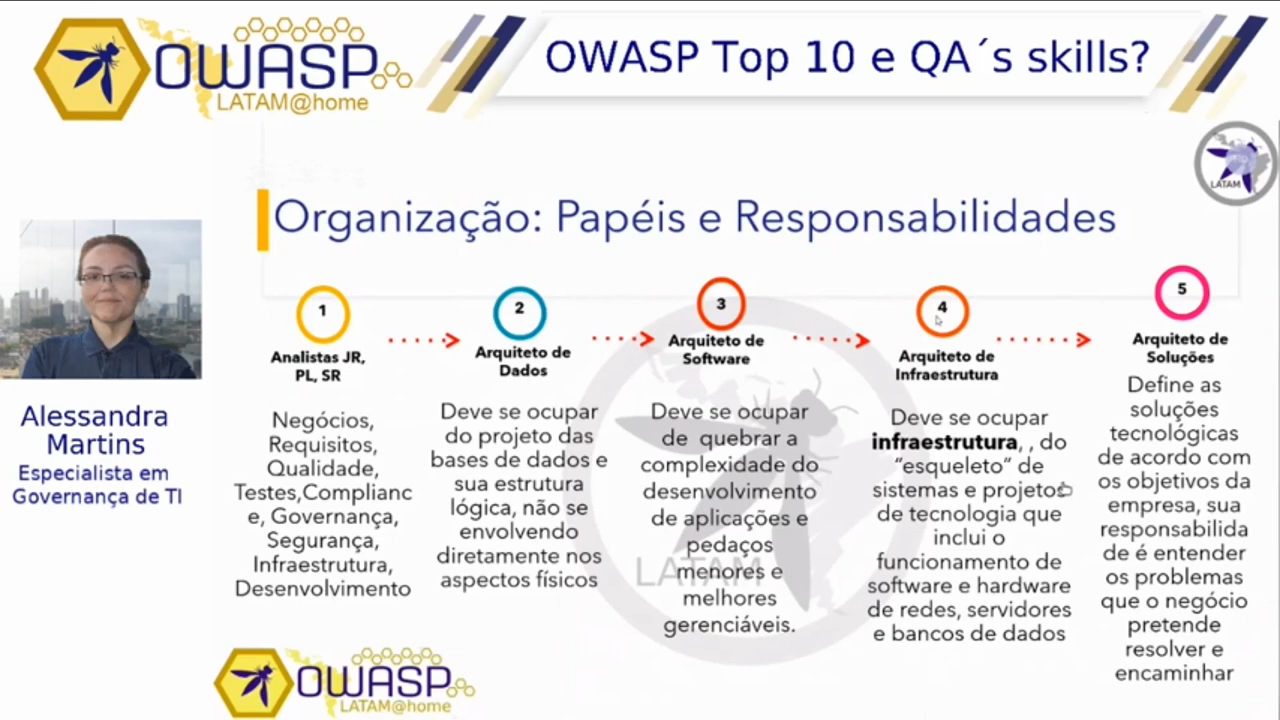 OWASP
LATAM@home
OWASP Top 10 e QA´s skills?
LATAM
Organização: Papéis e Responsabilidades
1
Analistas JR,
PL, SR
Negócios,
Requisitos,
Qualidade,
Testes,Complianc
e, Governança,
Segurança,
Infraestrutura,
Desenvolvimento
2
Arquiteto de
Dados
Deve se ocupar
do projeto das
bases de dados e
sua estrutura
lógica, não se
envolvendo
diretamente nos
aspectos físicos
3
Arquiteto de
Software
Deve se ocupar
de quebrar a
complexidade do
desenvolvimento
de aplicações e
pedaços
menores e
melhores
gerenciáveis.
4
Arquiteto de
Infraestrutura
Deve se ocupar
infraestrutura, , do
“esqueleto” de
sistemas e projetos
de tecnologia que
inclui o
funcionamento de
software e hardware
de redes, servidores
e bancos de dados
5
Arquiteto de
Soluções
Define as
soluções
tecnológicas
de acordo com
os objetivos da
empresa, sua
responsabilida
de é entender
os problemas
que o negócio
pretende
resolver e
encaminhar
Alessandra
Martins
Especialista em
Governança de TI
LATAM
OWASP
LATAM@home